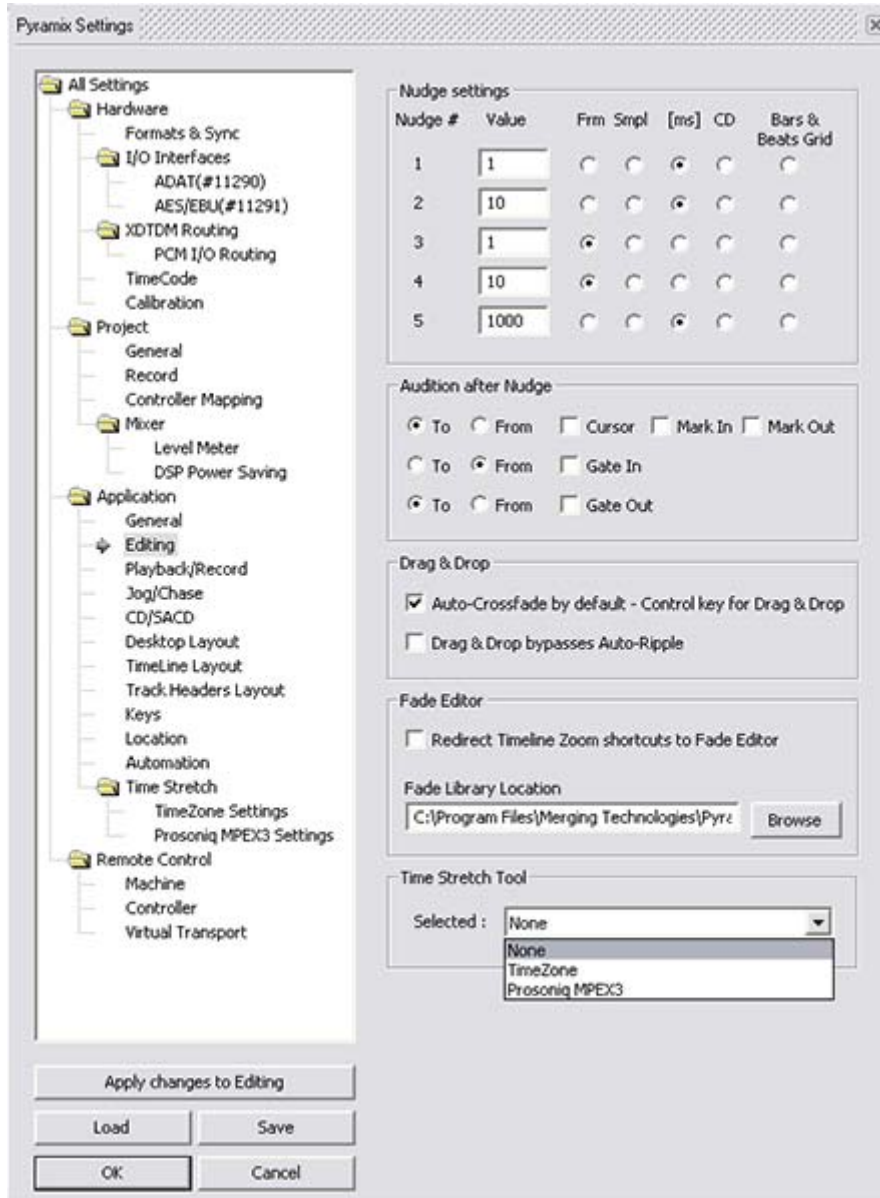 Pyramix Settings
All Settings
Hardware
Formats & Sync
I/O Interfaces
ADAT(#11290)
AES/EBU(#11291)
XDTDM Routing
PCM I/O Routing
TimeCode
Calibration
Project
General
Record
Controller Mapping
Mixer
Level Meter
DSP Power Saving
Application
General
Editing
Playback/Record
Jog/Chase
CD/SACD
Desktop Layout
TimeLine Layout
Track Headers Layout
Keys
Location
Automation
Time Stretch
TimeZone Settings
Prosoniq MPEX3 Settings
Remote Control
Machine
Controller
Virtual Transport
Apply changes to Editing
Load Save
OK Cancel
Nudge settings
Nudge # Value Frm Smpl [ms] CD Bars & Beats Grid
1 1
2 10
3 1
4 10
5 1000
Audition after Nudge
To From Cursor Mark In Mark Out
To From Gate In
To From Gate Out
Drag & Drop
Auto-Crossfade by default - Control key for Drag & Drop
Drag & Drop bypasses Auto-Ripple
Fade Editor
Redirect Timeline Zoom shortcuts to Fade Editor
Fade Library Location
C:\Program Files\Merging Technologies\Pyra Browse
Time Stretch Tool
Selected : None
None
TimeZone
Prosoniq MPEX3